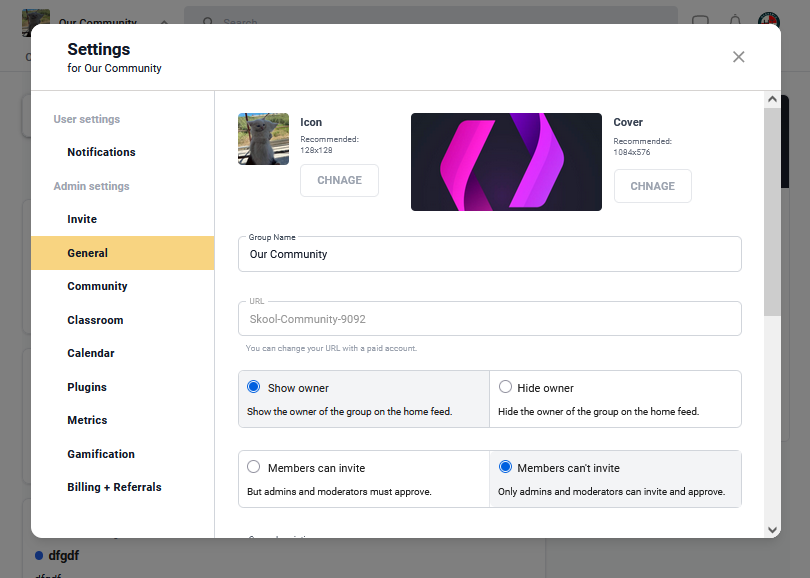 Our Community
Search
Settings
for Our Community
User settings
Notifications
Admin settings
Invite
General
Community
Classroom
Calendar
Plugins
Metrics
Gamification
Billing + Referrals
Icon
Recommended:
128x128
CHNAGE
Cover
Recommended:
1084x576
CHNAGE
Group Name
Our Community
URL
Skool-Community-9092
You can change your URL with a paid account.
Show owner
Show the owner of the group on the home feed.
Hide owner
Hide the owner of the group on the home feed.
Members can invite
But admins and moderators must approve.
Members can't invite
Only admins and moderators can invite and approve.
dfgdf